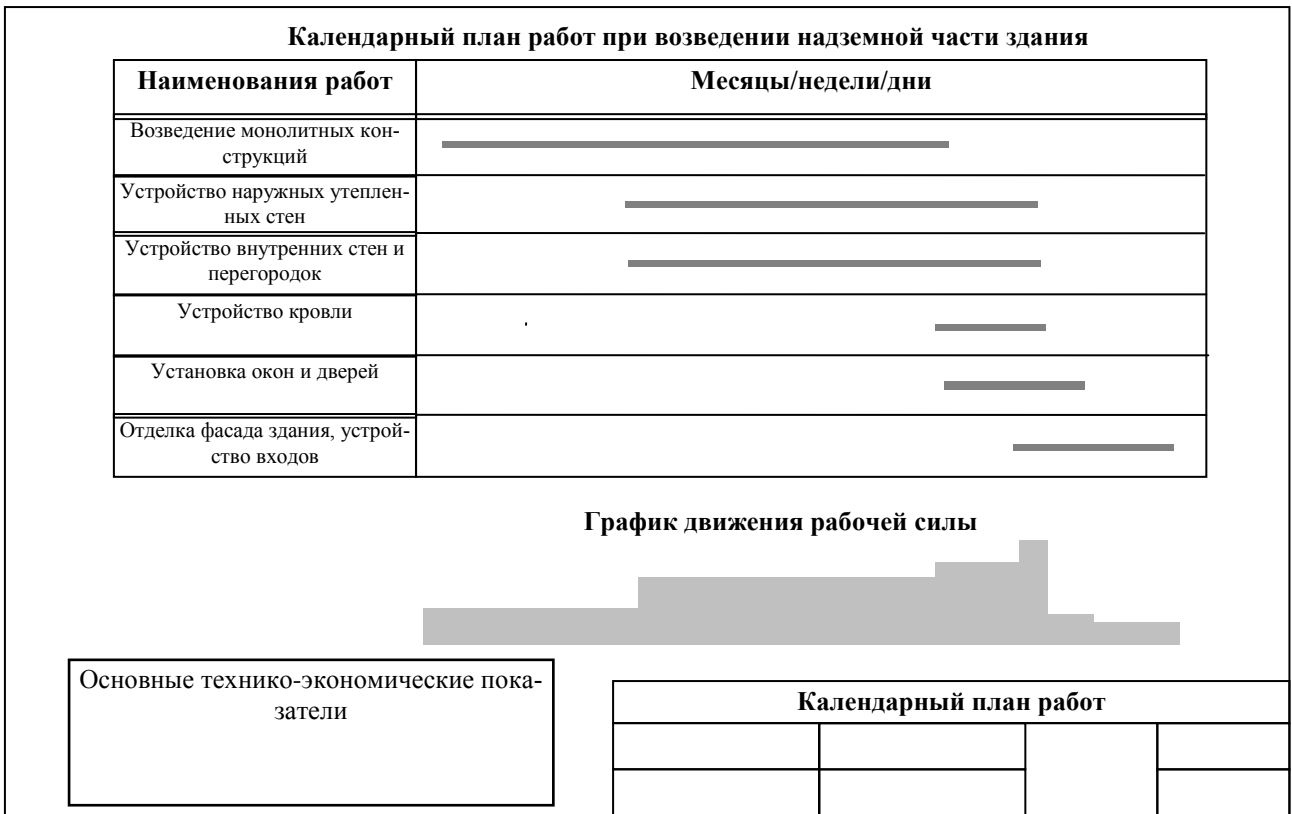 Календарный план работ при возведении надземной части здания
Наименования работ
Месяцы/недели/дни
Возведение монолитных кон-
струкций
Устройство наружных утеплен-
ных стен
Устройство внутренних стен и
перегородок
Устройство кровли
Установка окон и дверей
Отделка фасада здания, устрой-
ство входов
График движения рабочей силы
Основные технико-экономические пока-
затели
Календарный план работ